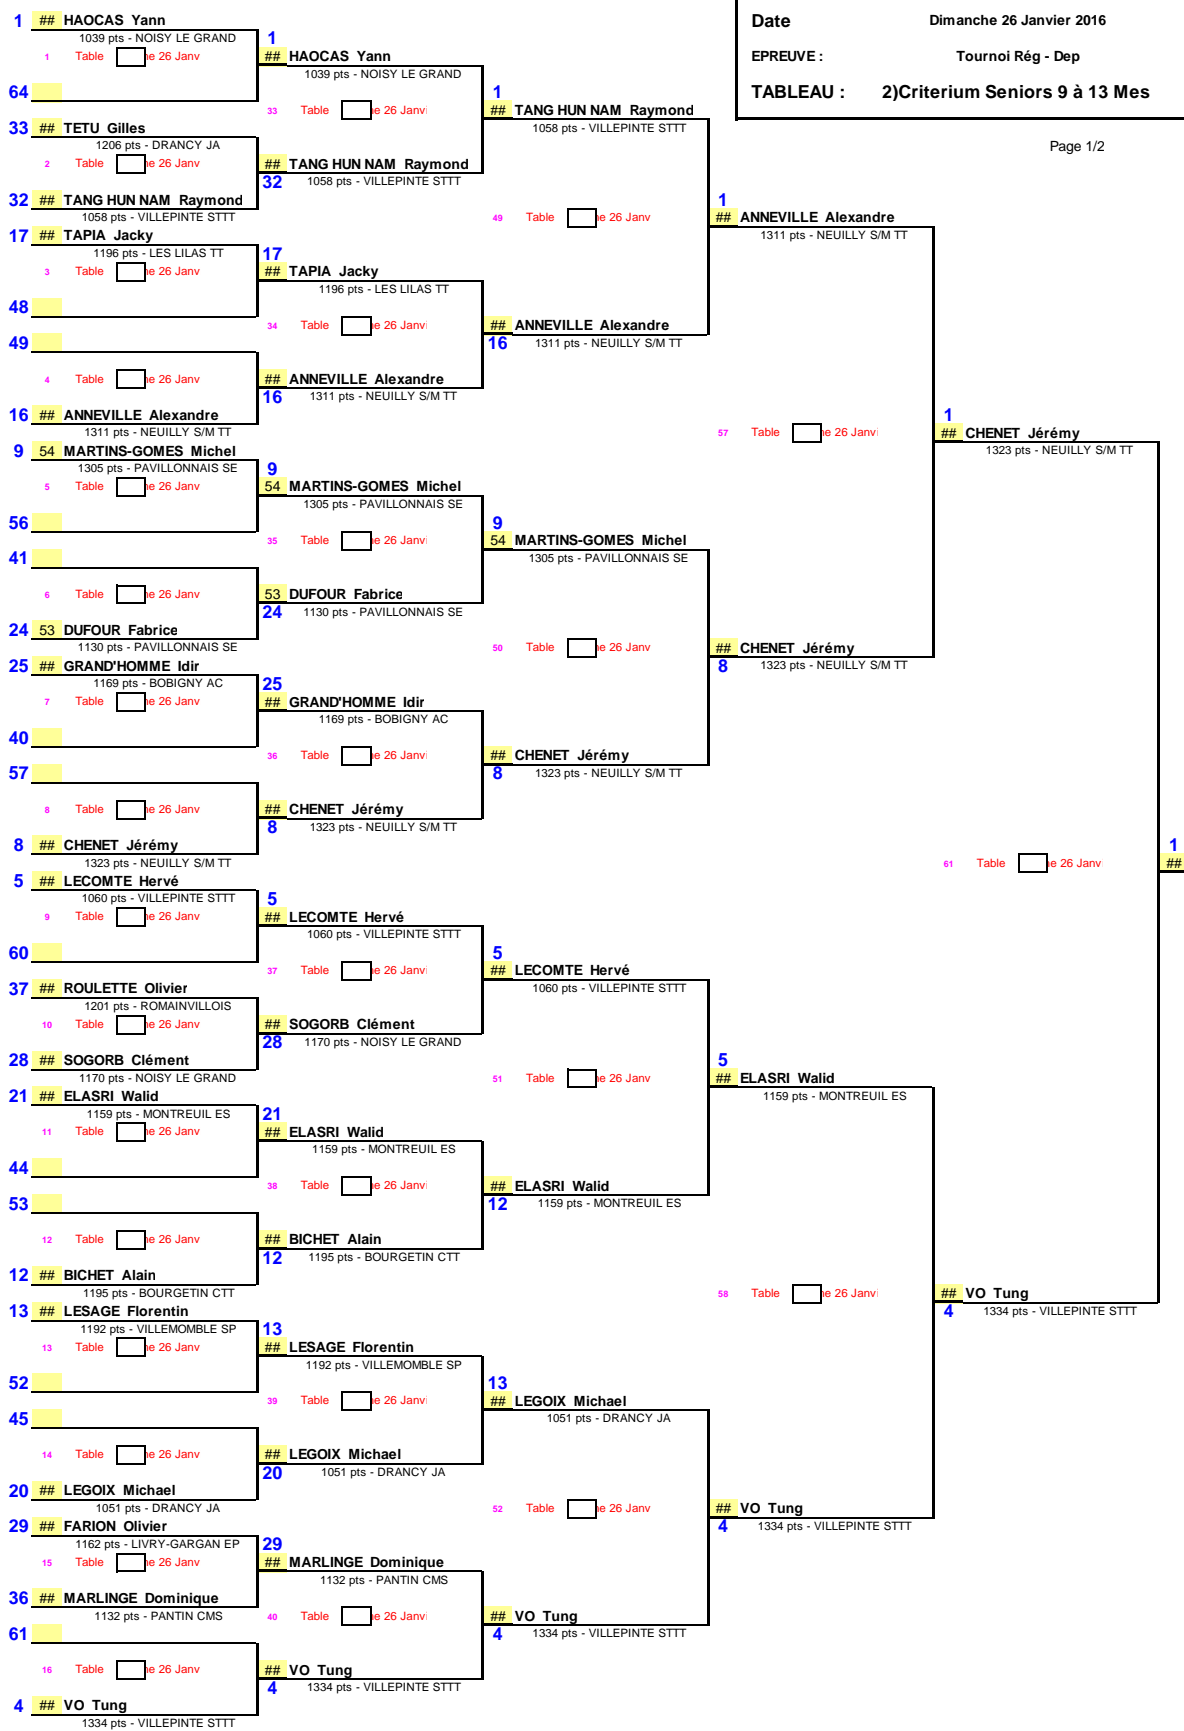 Date Dimanche 26 Janvier 2016
EPREUVE : Tournoi Rég - Dep
TABLEAU : 2)Criterium Seniors 9 à 13 Mes
Page 1/2
1 ## HAOCAS Yann
1039 pts - NOISY LE GRAND
1 Table e 26 Janv
64
33 ## TETU Gilles
1206 pts - DRANCY JA
2 Table e 26 Janv
32 ## TANG HUN NAM Raymond
1058 pts - VILLEPINTE STTT
17 ## TAPIA Jacky
1196 pts - LES LILAS TT
3 Table e 26 Janv
48
49
4 Table e 26 Janv
16 ## ANNEVILLE Alexandre
1311 pts - NEUILLY S/M TT
9 54 MARTINS-GOMES Michel
1305 pts - PAVILLONNAIS SE
5 Table e 26 Janv
56
41
6 Table e 26 Janv
24 53 DUFOUR Fabrice
1130 pts - PAVILLONNAIS SE
25 ## GRAND'HOMME Idir
1169 pts - BOBIGNY AC
7 Table e 26 Janv
40
57
8 Table e 26 Janv
8 ## CHENET Jérémy
1323 pts - NEUILLY S/M TT
5 ## LECOMTE Hervé
1060 pts - VILLEPINTE STTT
9 Table e 26 Janv
60
37 ## ROULETTE Olivier
1201 pts - ROMAINVILLOIS
10 Table e 26 Janv
28 ## SOGORB Clément
1170 pts - NOISY LE GRAND
21 ## ELASRI Walid
1159 pts - MONTREUIL ES
11 Table e 26 Janv
44
53
12 Table e 26 Janv
12 ## BICHET Alain
1195 pts - BOURGETIN CTT
13 ## LESAGE Florentin
1192 pts - VILLEMOMBLE SP
13 Table e 26 Janv
52
45
14 Table e 26 Janv
20 ## LEGOIX Michael
1051 pts - DRANCY JA
29 ## FARION Olivier
1162 pts - LIVRY-GARGAN EP
15 Table e 26 Janv
36 ## MARLINGE Dominique
1132 pts - PANTIN CMS
61
16 Table e 26 Janv
4 ## VO Tung
1334 pts - VILLEPINTE STTT
1
## HAOCAS Yann
1039 pts - NOISY LE GRAND
33 Table e 26 Janvi
## TANG HUN NAM Raymond
32 1058 pts - VILLEPINTE STTT
17
## TAPIA Jacky
1196 pts - LES LILAS TT
34 Table e 26 Janvi
## ANNEVILLE Alexandre
16 1311 pts - NEUILLY S/M TT
9
54 MARTINS-GOMES Michel
1305 pts - PAVILLONNAIS SE
35 Table e 26 Janvi
53 DUFOUR Fabrice
24 1130 pts - PAVILLONNAIS SE
25
## GRAND'HOMME Idir
1169 pts - BOBIGNY AC
36 Table e 26 Janvi
## CHENET Jérémy
8 1323 pts - NEUILLY S/M TT
5
## LECOMTE Hervé
1060 pts - VILLEPINTE STTT
37 Table e 26 Janvi
## SOGORB Clément
28 1170 pts - NOISY LE GRAND
21
## ELASRI Walid
1159 pts - MONTREUIL ES
38 Table e 26 Janvi
## BICHET Alain
12 1195 pts - BOURGETIN CTT
13
## LESAGE Florentin
1192 pts - VILLEMOMBLE SP
39 Table e 26 Janvi
## LEGOIX Michael
20 1051 pts - DRANCY JA
29
## MARLINGE Dominique
1132 pts - PANTIN CMS
40 Table e 26 Janvi
## VO Tung
4 1334 pts - VILLEPINTE STTT
1
## TANG HUN NAM Raymond
1058 pts - VILLEPINTE STTT
49 Table e 26 Janv
## ANNEVILLE Alexandre
16 1311 pts - NEUILLY S/M TT
9
54 MARTINS-GOMES Michel
1305 pts - PAVILLONNAIS SE
50 Table e 26 Janv
## CHENET Jérémy
8 1323 pts - NEUILLY S/M TT
5
## LECOMTE Hervé
1060 pts - VILLEPINTE STTT
51 Table e 26 Janv
## ELASRI Walid
12 1159 pts - MONTREUIL ES
13
## LEGOIX Michael
1051 pts - DRANCY JA
52 Table e 26 Janv
## VO Tung
4 1334 pts - VILLEPINTE STTT
1
## ANNEVILLE Alexandre
1311 pts - NEUILLY S/M TT
57 Table e 26 Janvi
## CHENET Jérémy
8 1323 pts - NEUILLY S/M TT
5
## ELASRI Walid
1159 pts - MONTREUIL ES
58 Table e 26 Janvi
## VO Tung
4 1334 pts - VILLEPINTE STTT
1
## CHENET Jérémy
1323 pts - NEUILLY S/M TT
61 Table e 26 Janv
## VO Tung
4 1334 pts - VILLEPINTE STTT
1
##